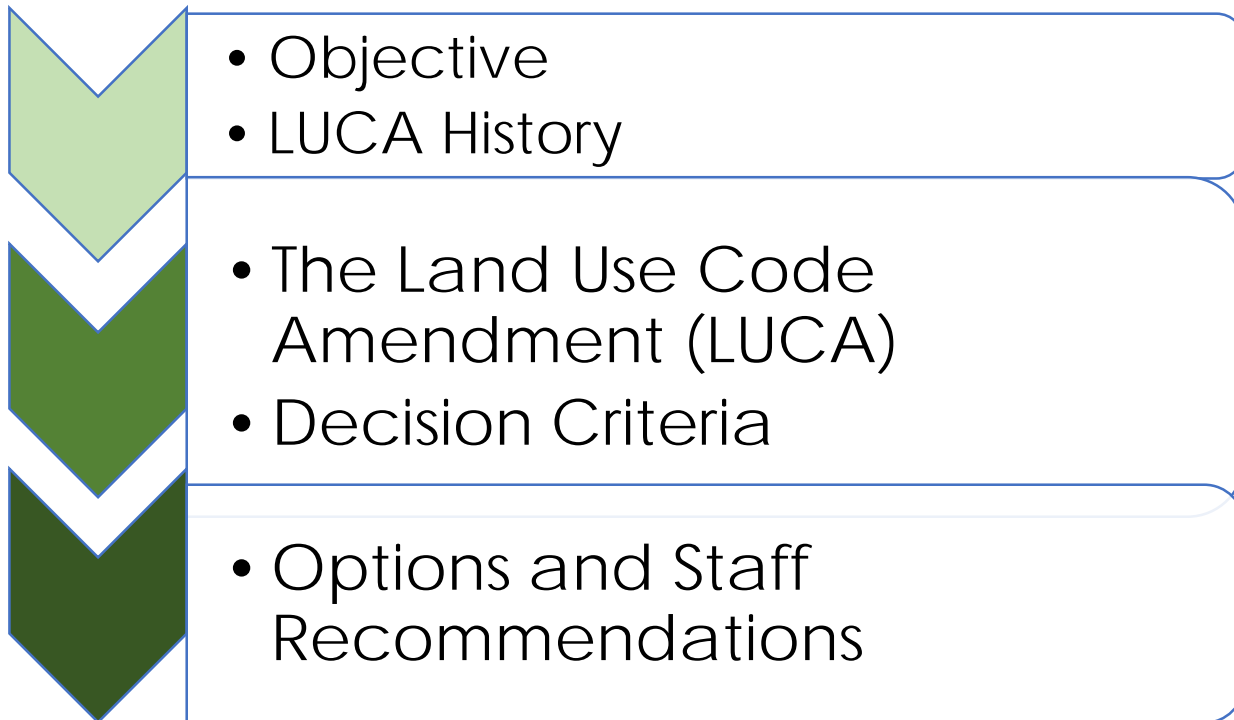 • Objective
• LUCA History
• The Land Use Code
Amendment (LUCA)
• Decision Criteria
• Options and Staff
Recommendations